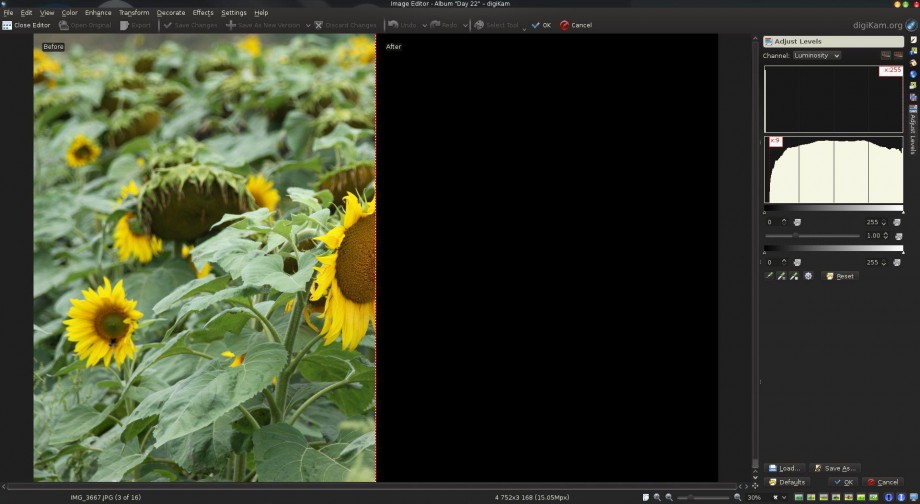 Image Editor - Album "Day 22" - digiKam
File Edit View Color Enhance Transform Decorate Effects Settings Help
Close Editor Open Original Export Save Changes Save As New Version Discard Changes Undo Redo Select Tool OK Cancel digiKam.org
Before After
Adjust Levels
Channel: Luminosity
x:255
x:9
0 255
1.00
0 255
Reset
Adjust Levels
Load... Save As...
Defaults OK Cancel
IMG_3667.JPG (3 of 16) 4 752x3 168 (15.05Mpx) 30%